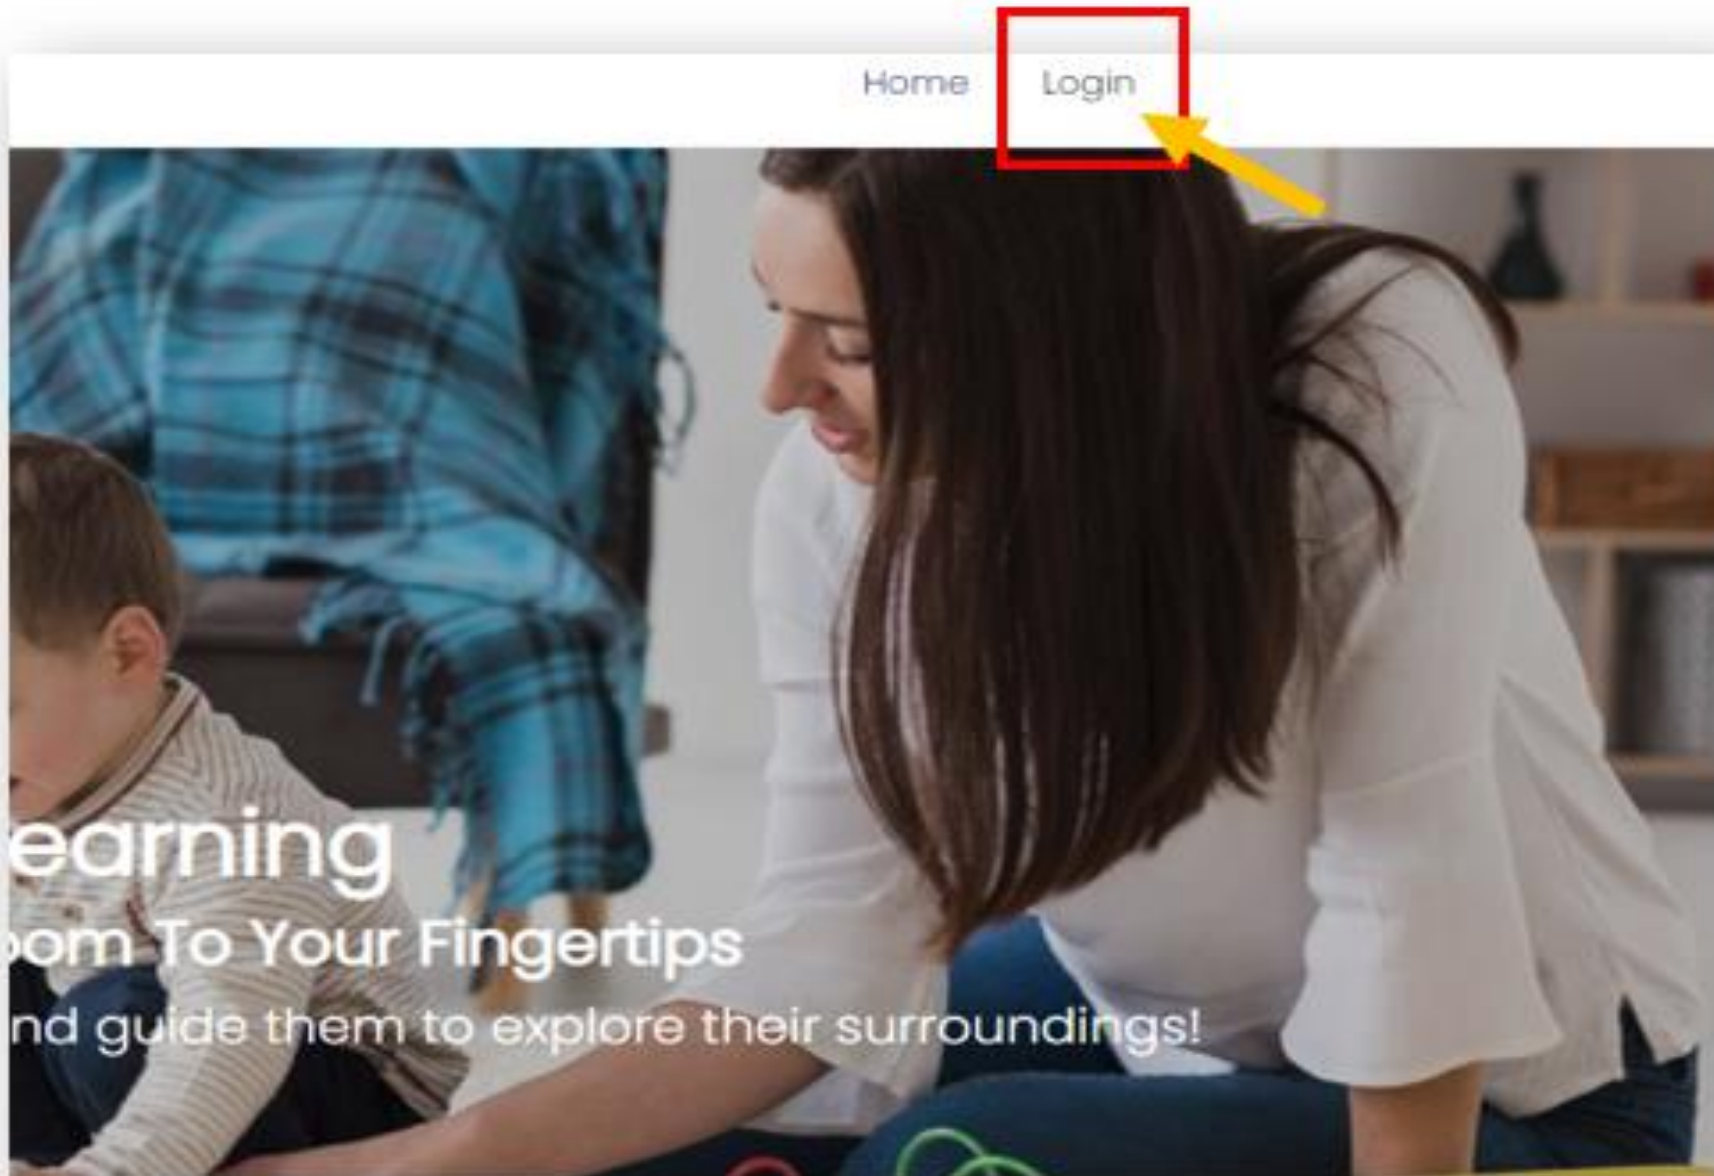 Home Login
earning
oom To Your Fingertips
nd guide them to explore their surroundings!